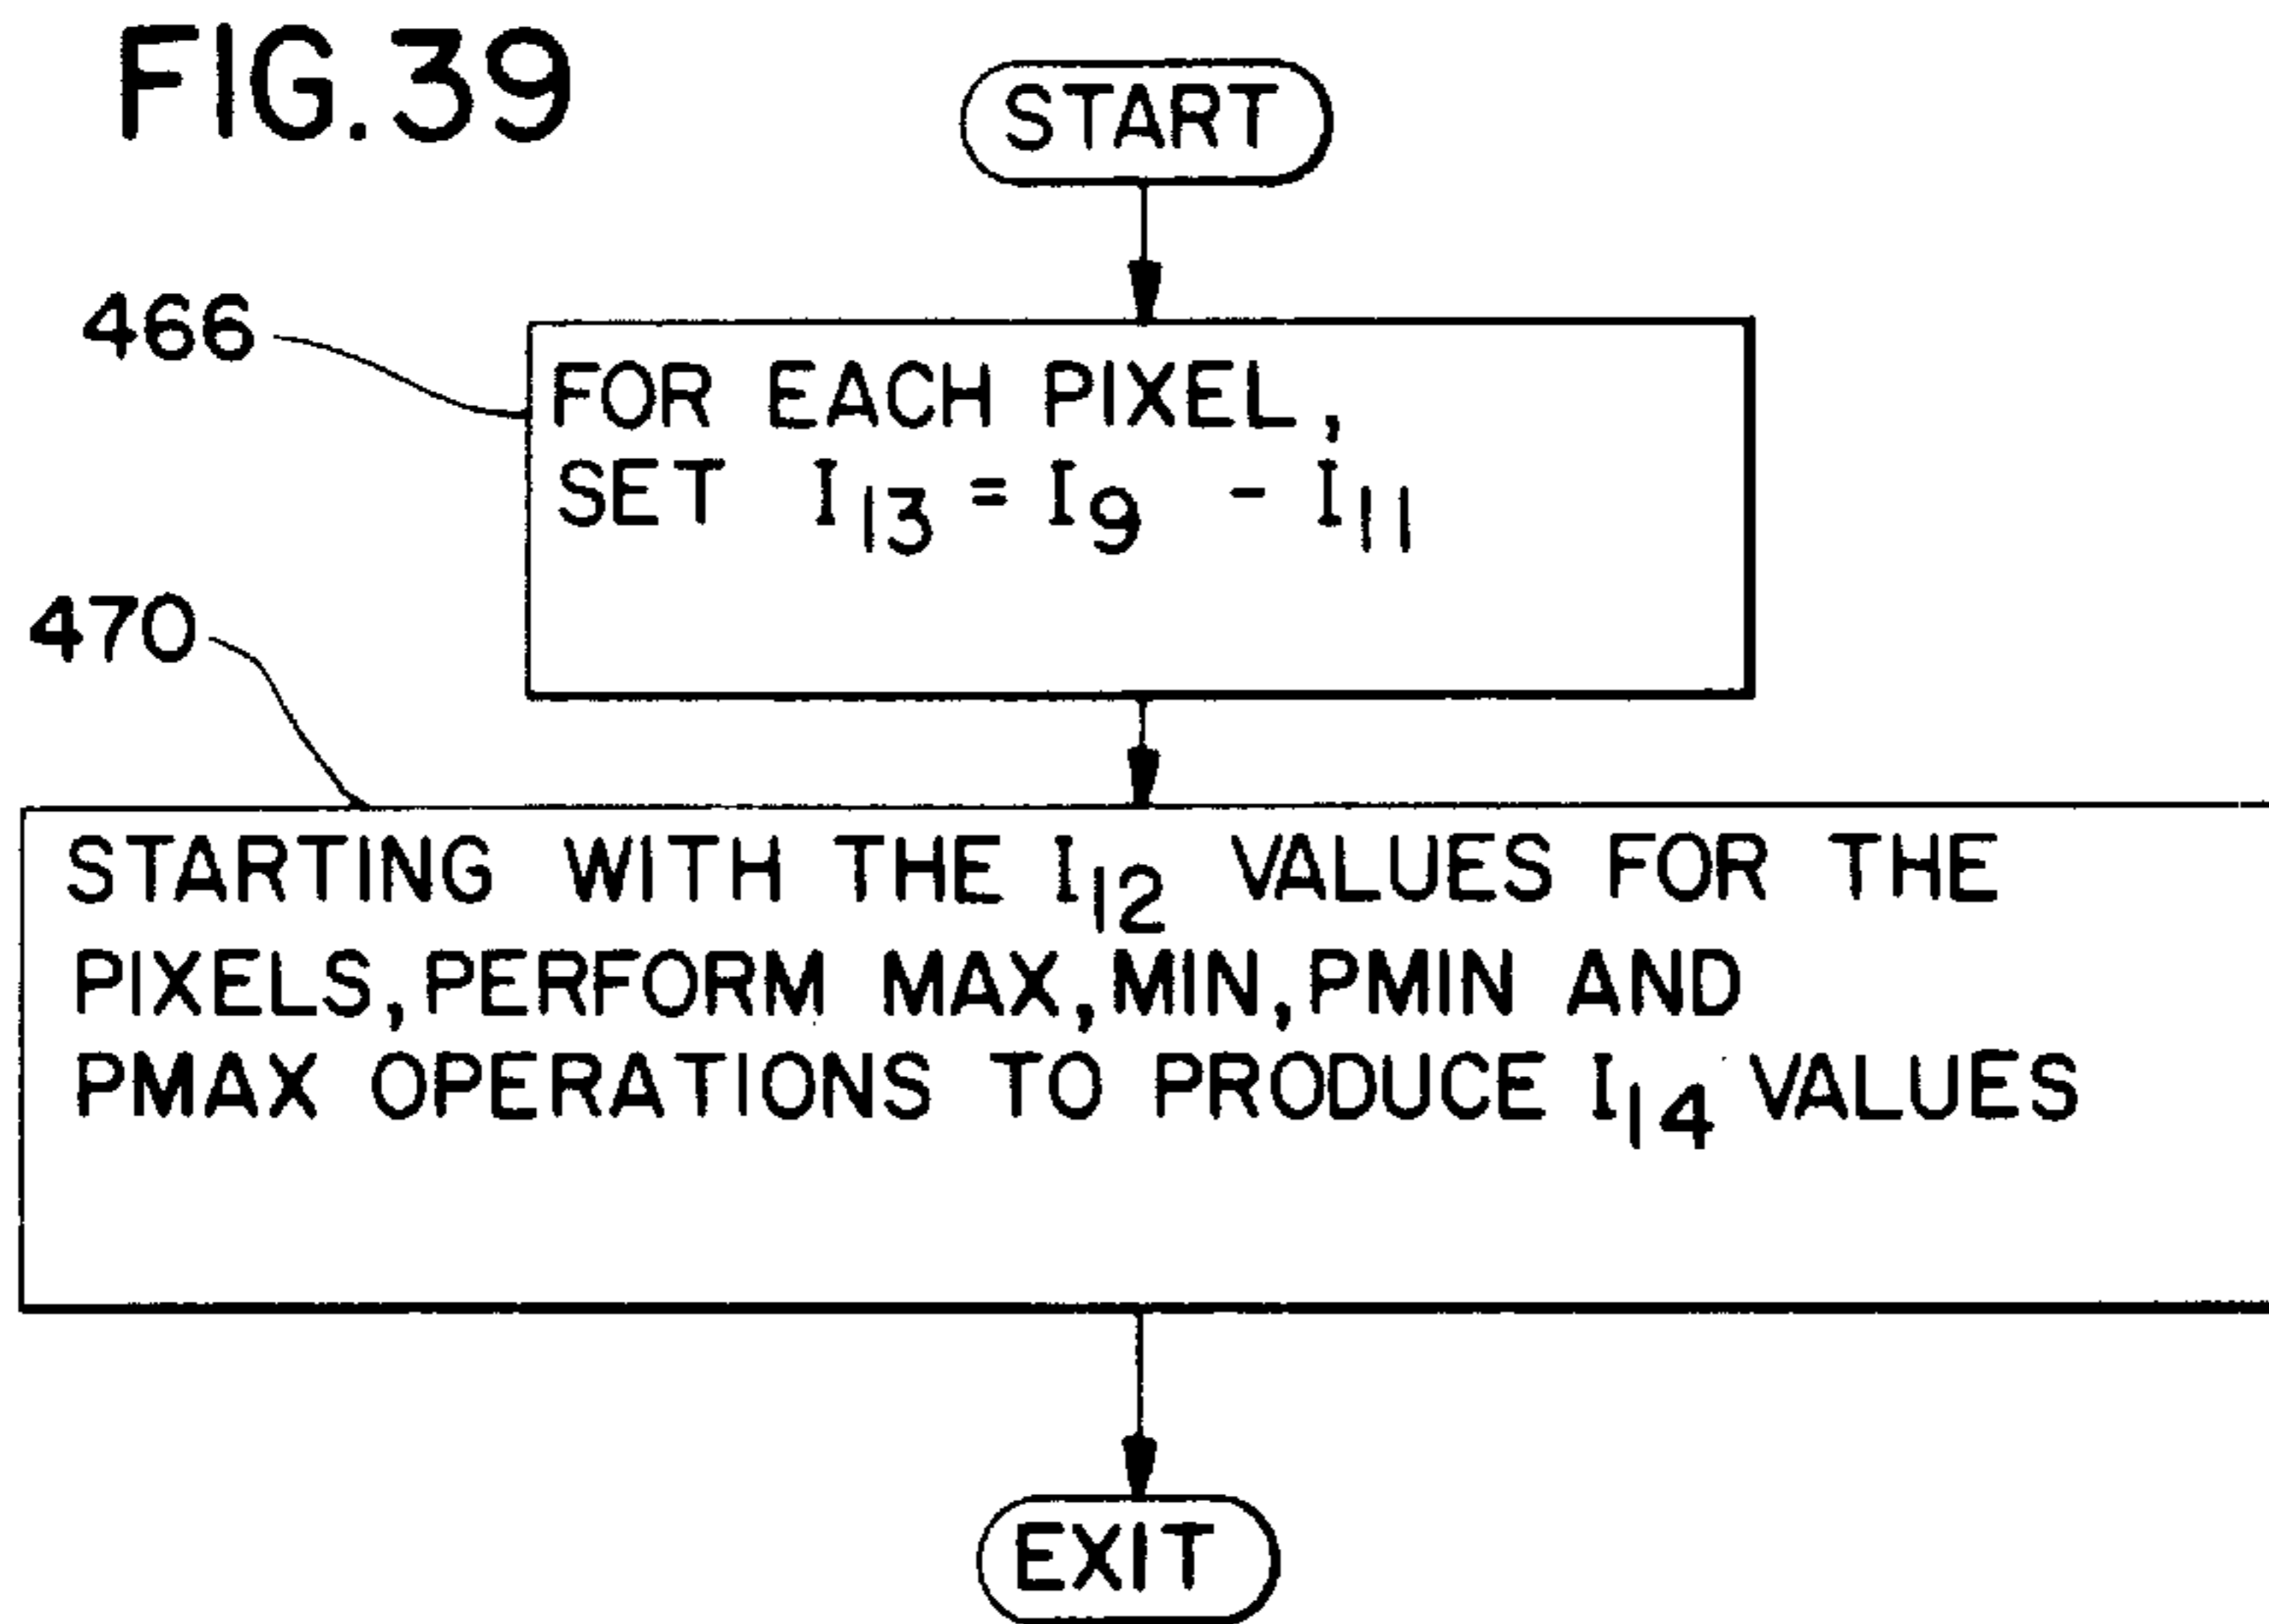 FIG.39
START
466
FOR EACH PIXEL,
SET I₁₃ = I₉ - I₁₁
470
STARTING WITH THE I₁₂ VALUES FOR THE
PIXELS, PERFORM MAX, MIN, PMIN AND
PMAX OPERATIONS TO PRODUCE I₁₄ VALUES
EXIT